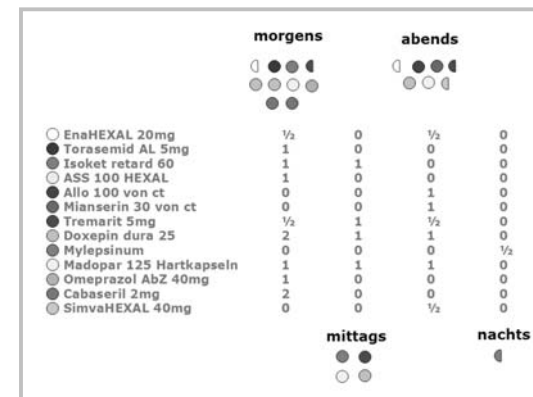 morgens abends
EnaHEXAL 20mg ½ 0 ½ 0
Torasemid AL 5mg 1 0 0 0
Isoket retard 60 1 1 0 0
ASS 100 HEXAL 1 0 0 0
Allo 100 von ct 0 0 1 0
Mianserin 30 von ct 0 0 1 0
Tremarit 5mg ½ 1 ½ 0
Doxepin dura 25 2 1 1 0
Mylepsinum 0 0 0 ½
Madopar 125 Hartkapseln 1 1 1 0
Omeprazol AbZ 40mg 1 0 0 0
Cabaseril 2mg 2 0 0 0
SimvaHEXAL 40mg 0 0 ½ 0
mittags nachts